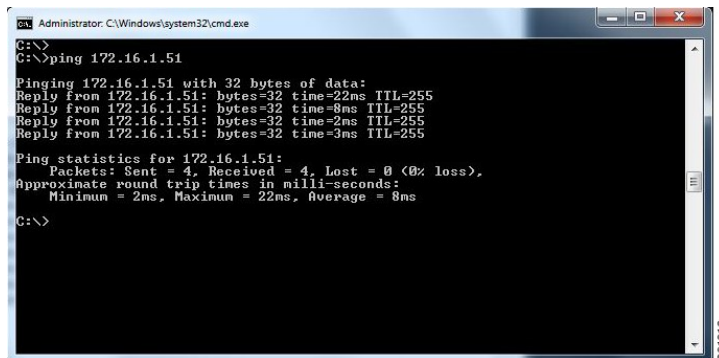 Administrator: C:\Windows\system32\cmd.exe
C:\>
C:\>ping 172.16.1.51
Pinging 172.16.1.51 with 32 bytes of data:
Reply from 172.16.1.51: bytes=32 time=22ms TTL=255
Reply from 172.16.1.51: bytes=32 time=8ms TTL=255
Reply from 172.16.1.51: bytes=32 time=2ms TTL=255
Reply from 172.16.1.51: bytes=32 time=3ms TTL=255
Ping statistics for 172.16.1.51:
    Packets: Sent = 4, Received = 4, Lost = 0 (0% loss),
Approximate round trip times in milli-seconds:
    Minimum = 2ms, Maximum = 22ms, Average = 8ms
C:\>